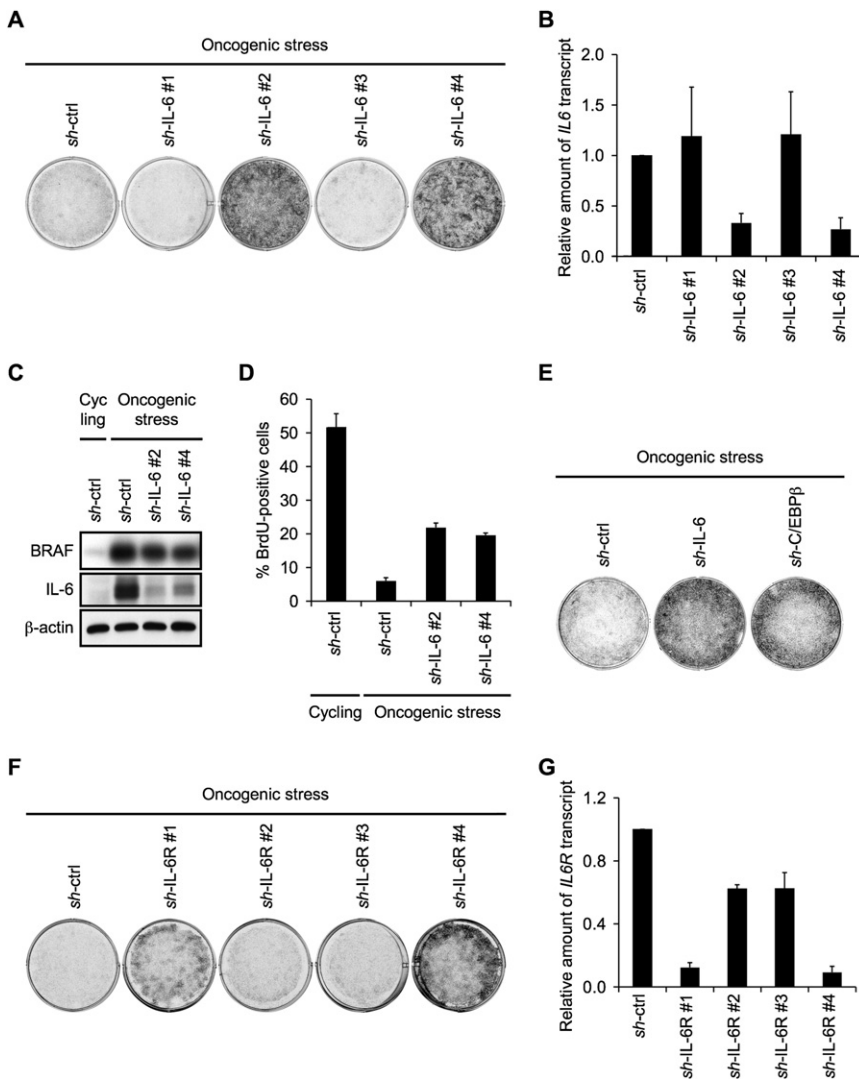 A
Oncogenic stress
sh-ctrl
sh-IL-6 #1
sh-IL-6 #2
sh-IL-6 #3
sh-IL-6 #4
B
Relative amount of IL6 transcript
2.0
1.5
1.0
0.5
0.0
sh-ctrl
sh-IL-6 #1
sh-IL-6 #2
sh-IL-6 #3
sh-IL-6 #4
C
Cyc
ling
Oncogenic
stress
sh-ctrl
sh-ctrl
sh-IL-6 #2
sh-IL-6 #4
BRAF
IL-6
β-actin
D
% BrdU-positive cells
60
50
40
30
20
10
0
sh-ctrl
sh-ctrl
sh-IL-6 #2
sh-IL-6 #4
Cycling
Oncogenic stress
E
Oncogenic stress
sh-ctrl
sh-IL-6
sh-C/EBPβ
F
Oncogenic stress
sh-ctrl
sh-IL-6R #1
sh-IL-6R #2
sh-IL-6R #3
sh-IL-6R #4
G
Relative amount of IL6R transcript
1.2
0.8
0.4
0.0
sh-ctrl
sh-IL-6R #1
sh-IL-6R #2
sh-IL-6R #3
sh-IL-6R #4